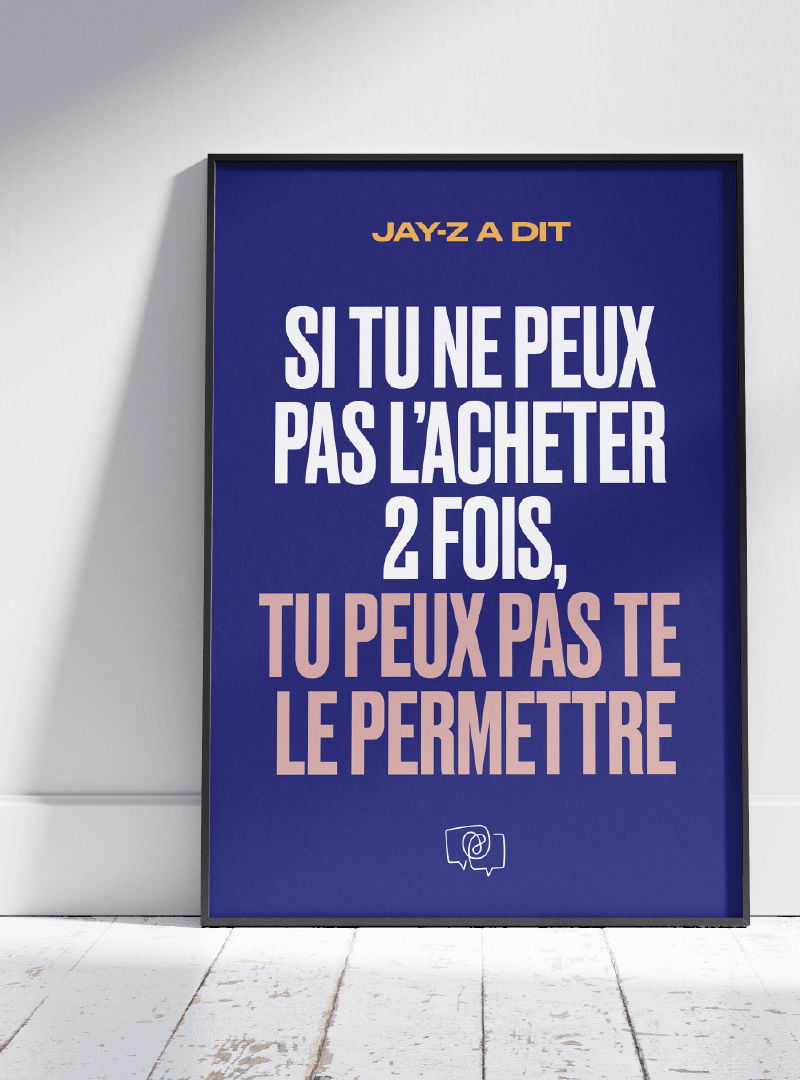 JAY-Z A DIT
SI TU NE PEUX
PAS L'ACHETER
2 FOIS,
TU PEUX PAS TE
LE PERMETTRE